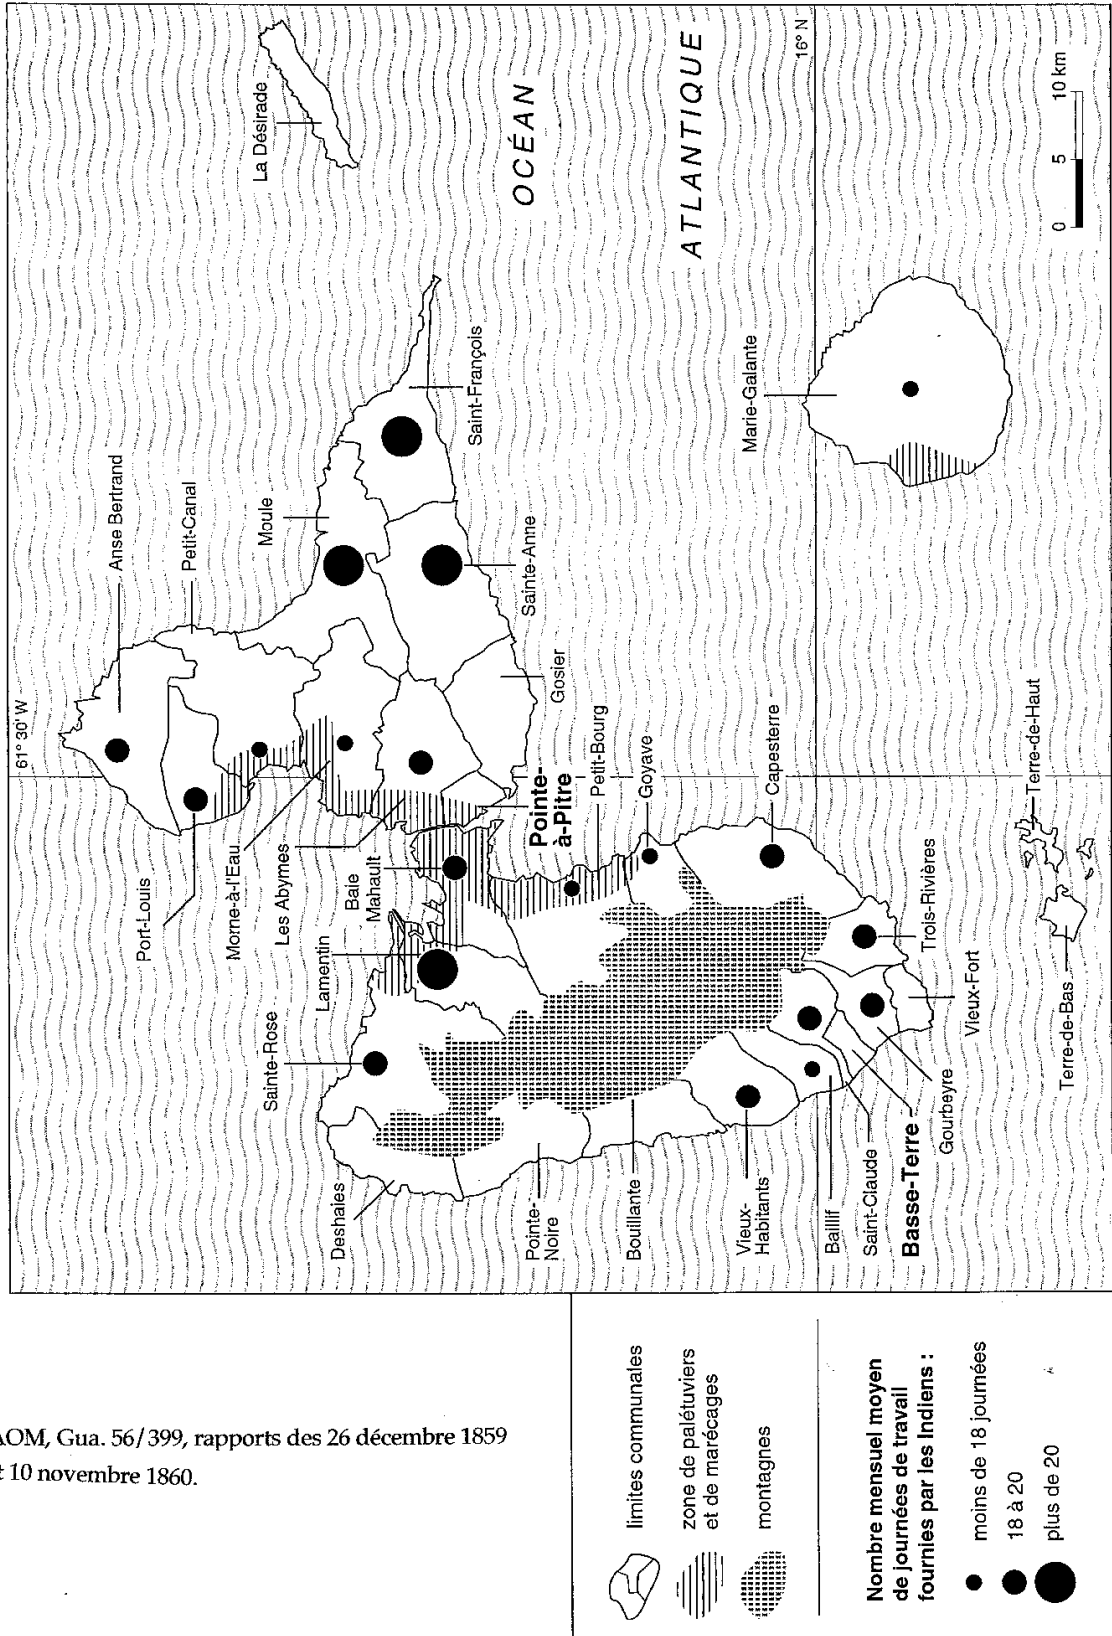 61° 30' W
16° N
La Désirade
OCÉAN
ATLANTIQUE
0 5 10 km
Anse Bertrand
Petit-Canal
Moule
Saint-François
Sainte-Anne
Gosier
Marie-Galante
Port-Louis
Morne-à-l'Eau
Les Abymes
Baie
Mahault
Lamentin
Sainte-Rose
Pointe-
à-Pitre
Petit-Bourg
Goyave
Capesterre
Terre-de-Haut
Terre-de-Bas
Trois-Rivières
Vieux-Fort
Gourbeyre
Basse-Terre
Saint-Claude
Baillif
Vieux-
Habitants
Bouillante
Pointe-
Noire
Deshaies
limites communales
zone de palétuviers
et de marécages
montagnes
Nombre mensuel moyen
de journées de travail
fournies par les Indiens :
moins de 18 journées
18 à 20
plus de 20
AOM, Gua. 56/399, rapports des 26 décembre 1859
et 10 novembre 1860.